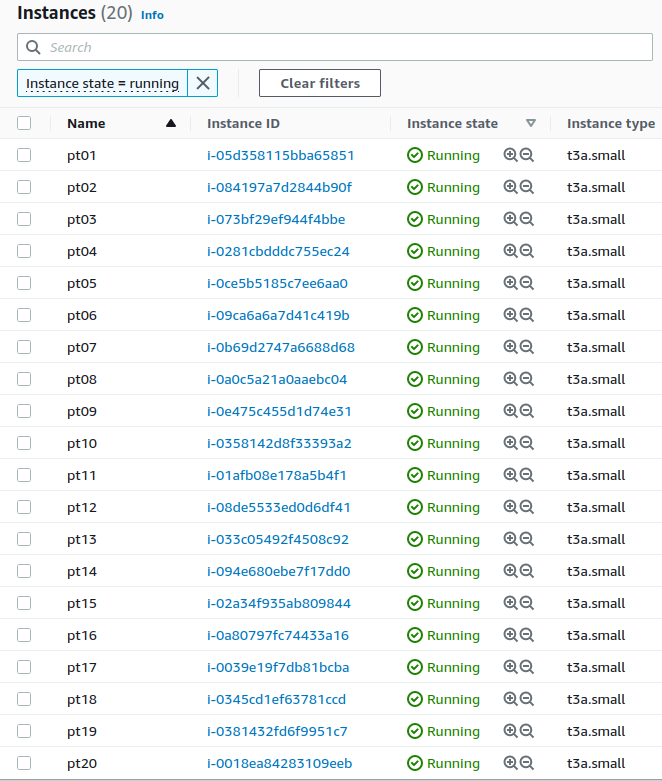 Instances (20) Info
Search
Instance state = running
Clear filters
Name Instance ID Instance state Instance type
pt01 i-05d358115bba65851 Running t3a.small
pt02 i-084197a7d2844b90f Running t3a.small
pt03 i-073bf29ef944f4bbe Running t3a.small
pt04 i-0281cbdddc755ec24 Running t3a.small
pt05 i-0ce5b5185c7ee6aa0 Running t3a.small
pt06 i-09ca6a6a7d41c419b Running t3a.small
pt07 i-0b69d2747a6688d68 Running t3a.small
pt08 i-0a0c5a21a0aaebc04 Running t3a.small
pt09 i-0e475c455d1d74e31 Running t3a.small
pt10 i-0358142d8f33393a2 Running t3a.small
pt11 i-01afb08e178a5b4f1 Running t3a.small
pt12 i-08de5533ed0d6df41 Running t3a.small
pt13 i-033c05492f4508c92 Running t3a.small
pt14 i-094e680ebe7f17dd0 Running t3a.small
pt15 i-02a34f935ab809844 Running t3a.small
pt16 i-0a80797fc74433a16 Running t3a.small
pt17 i-0039e19f7db81bcba Running t3a.small
pt18 i-0345cd1ef63781ccd Running t3a.small
pt19 i-0381432fd6f9951c7 Running t3a.small
pt20 i-0018ea84283109eeb Running t3a.small